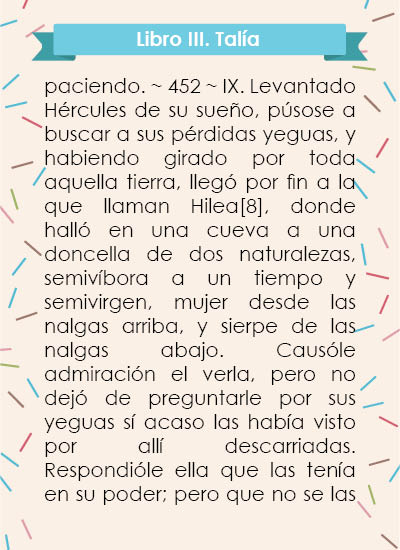 Libro III. Talía
paciendo. ~ 452 ~ IX. Levantado
Hércules de su sueño, púsose a
buscar a sus pérdidas yeguas, y
habiendo girado por toda
aquella tierra, llegó por fin a la
que llaman Hilea[8], donde
halló en una cueva a una
doncella de dos naturalezas,
semivíbora a un tiempo y
semivirgen, mujer desde las
nalgas arriba, y sierpe de las
nalgas abajo. Causóle
admiración el verla, pero no
dejó de preguntarle por sus
yeguas sí acaso las había visto
por allí descarriadas.
Respondióle ella que las tenía
en su poder; pero que no se las